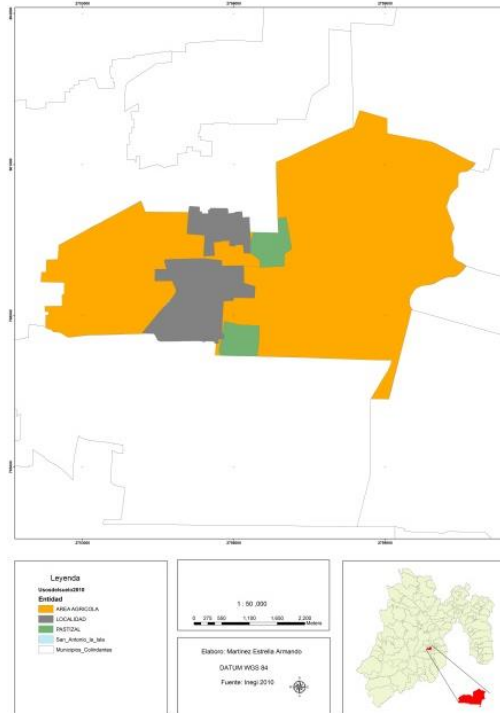 Leyenda
Usosdelsuelo2010
Entidad
AREA AGRICOLA
LOCALIDAD
PASTIZAL
San_Antonio_la_Isla
Municipios_Colindantes
1 : 50 ,000
0 275 550 1,100 1,650 2,200
Meters
Elaboro: Martinez Estrella Armando
DATUM WGS 84
Fuente: Inegi 2010